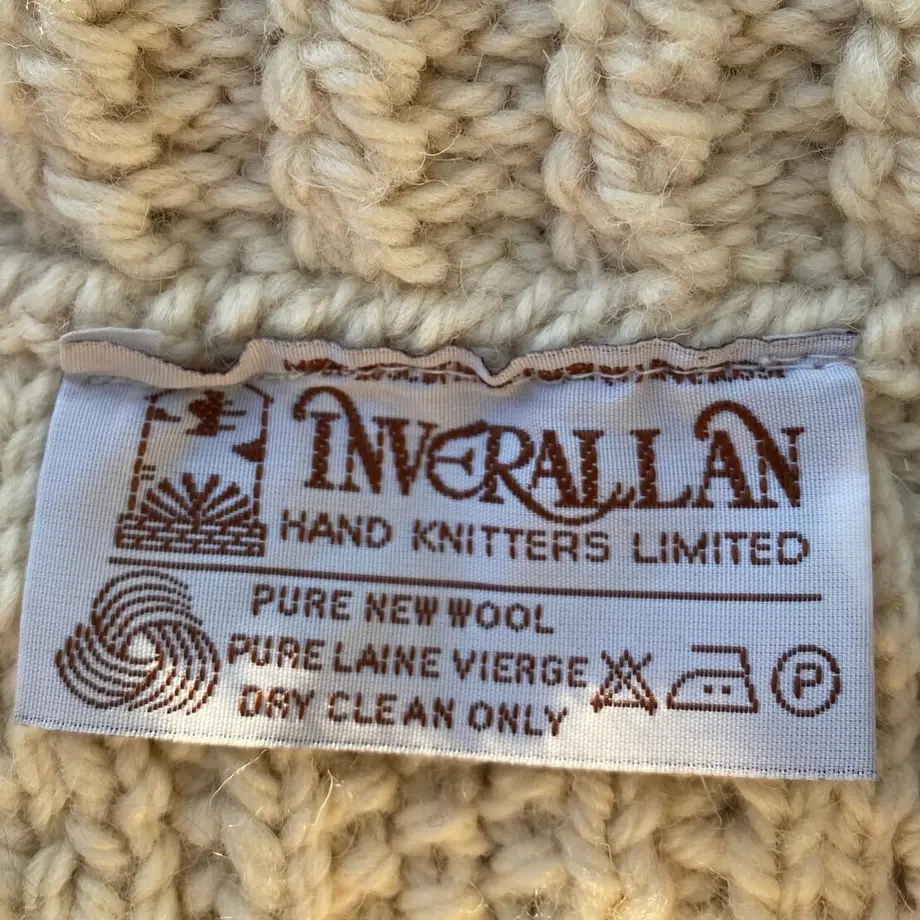 INVERALLAN
HAND KNITTERS LIMITED
PURE NEW WOOL
PURE LAINE VIERGE
DRY CLEAN ONLY
P